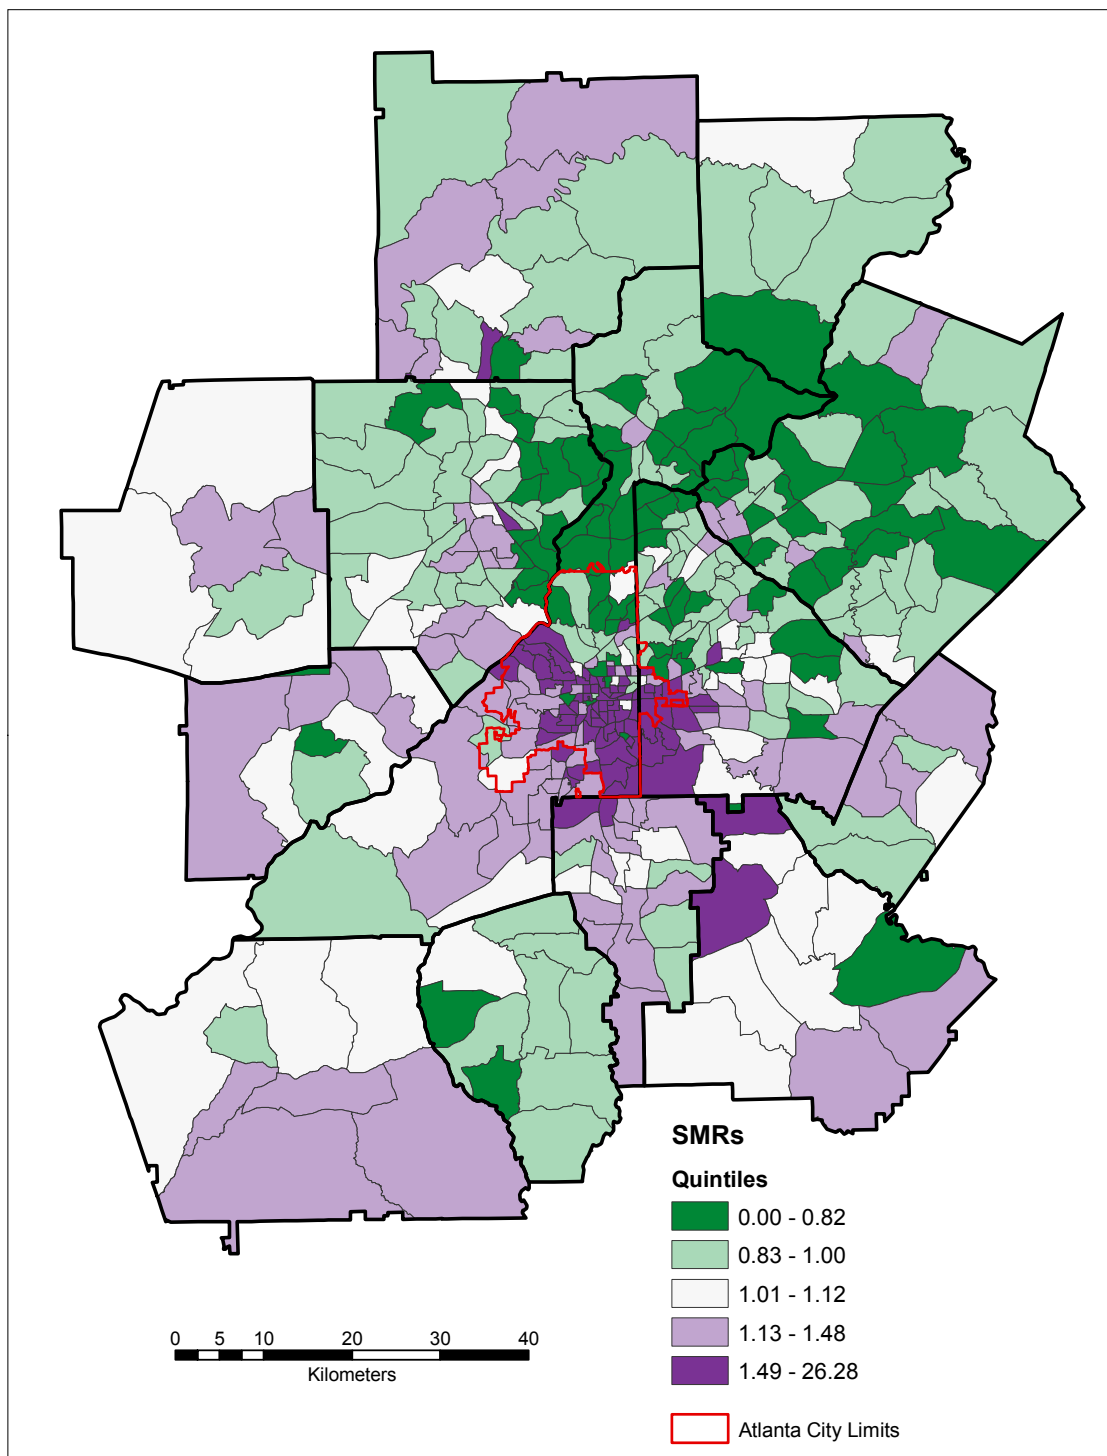 SMRs
Quintiles
0.00 - 0.82
0.83 - 1.00
1.01 - 1.12
1.13 - 1.48
1.49 - 26.28
Atlanta City Limits
0 5 10 20 30 40
Kilometers